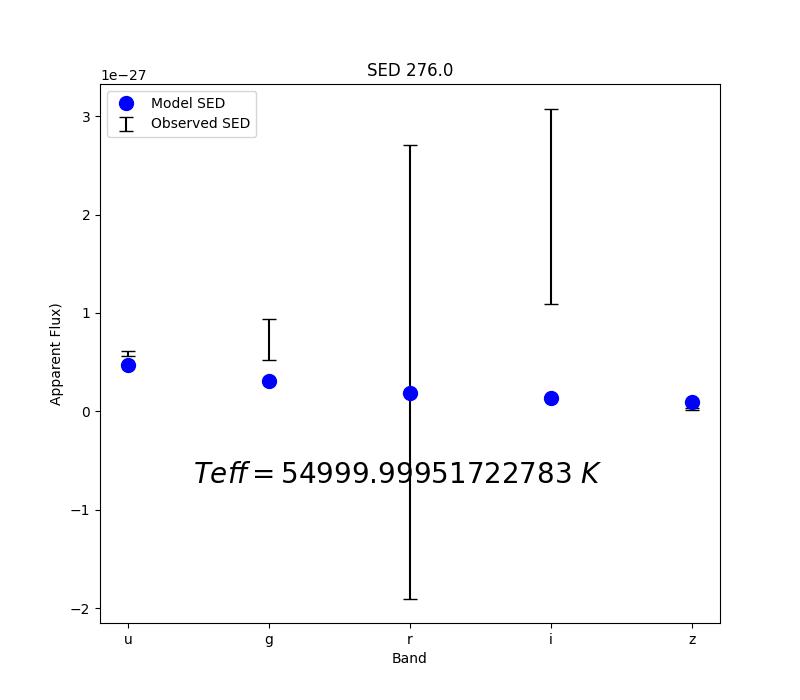 SED 276.0
1e−27
Model SED
Observed SED
3
2
1
0
−1
−2
Apparent Flux)
Teff = 54999.99951722783 K
u g r i z
Band